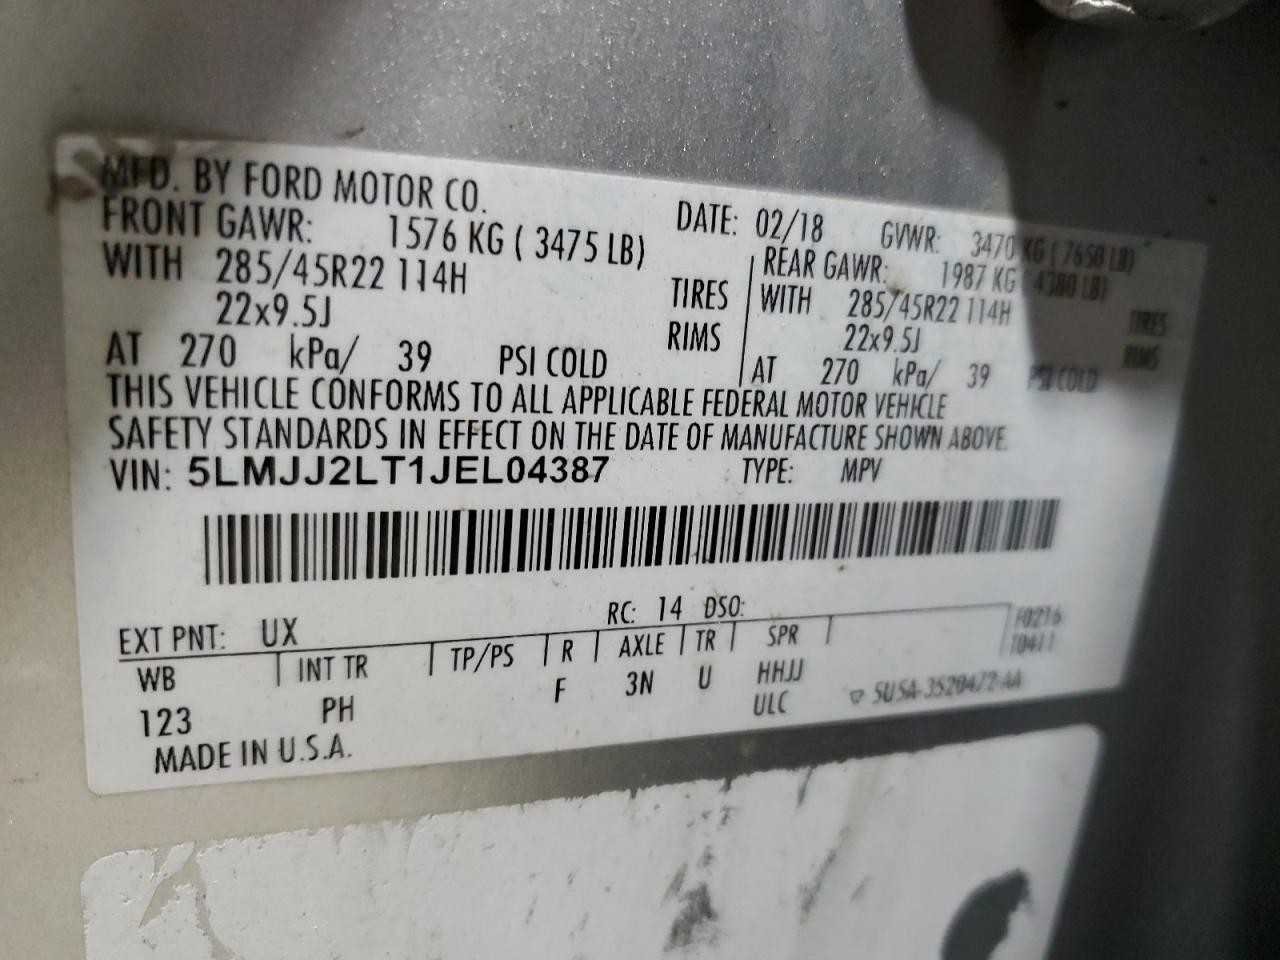 MFD. BY FORD MOTOR CO.
DATE: 02/18 GVWR: 3470 KG ( 7650 LB)
FRONT GAWR: 1576 KG ( 3475 LB)
REAR GAWR: 1987 KG ( 4380 LB)
WITH 285/45R22 114H TIRES
WITH 285/45R22 114H TIRES
22x9.5J RIMS
22x9.5J RIMS
AT 270 kPa/ 39 PSI COLD
AT 270 kPa/ 39 PSI COLD
THIS VEHICLE CONFORMS TO ALL APPLICABLE FEDERAL MOTOR VEHICLE
SAFETY STANDARDS IN EFFECT ON THE DATE OF MANUFACTURE SHOWN ABOVE.
VIN: 5LMJJ2LT1JEL04387 TYPE: MPV
EXT PNT: UX RC: 14 DSO:
F0216
T0411
WB INT TR TP/PS R AXLE TR SPR
123 PH F 3N U HHJJ
ULC
▽ 5U5A-3520472-AA
MADE IN U.S.A.